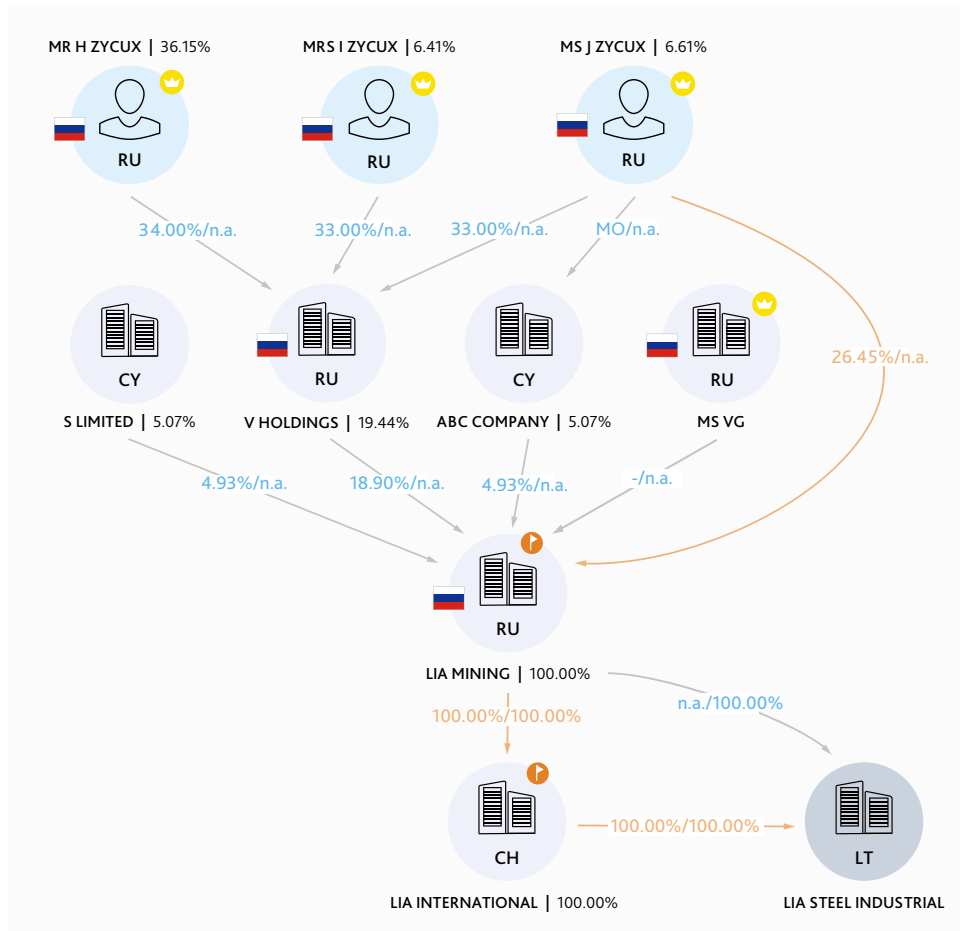 MR H ZYCUX | 36.15%
MRS I ZYCUX | 6.41%
MS J ZYCUX | 6.61%
RU
RU
RU
34.00%/n.a.
33.00%/n.a.
33.00%/n.a.
MO/n.a.
26.45%/n.a.
CY
RU
CY
RU
S LIMITED | 5.07%
V HOLDINGS | 19.44%
ABC COMPANY | 5.07%
MS VG
4.93%/n.a.
18.90%/n.a.
4.93%/n.a.
-/n.a.
RU
LIA MINING | 100.00%
100.00%/100.00%
n.a./100.00%
CH
100.00%/100.00%
LT
LIA INTERNATIONAL | 100.00%
LIA STEEL INDUSTRIAL